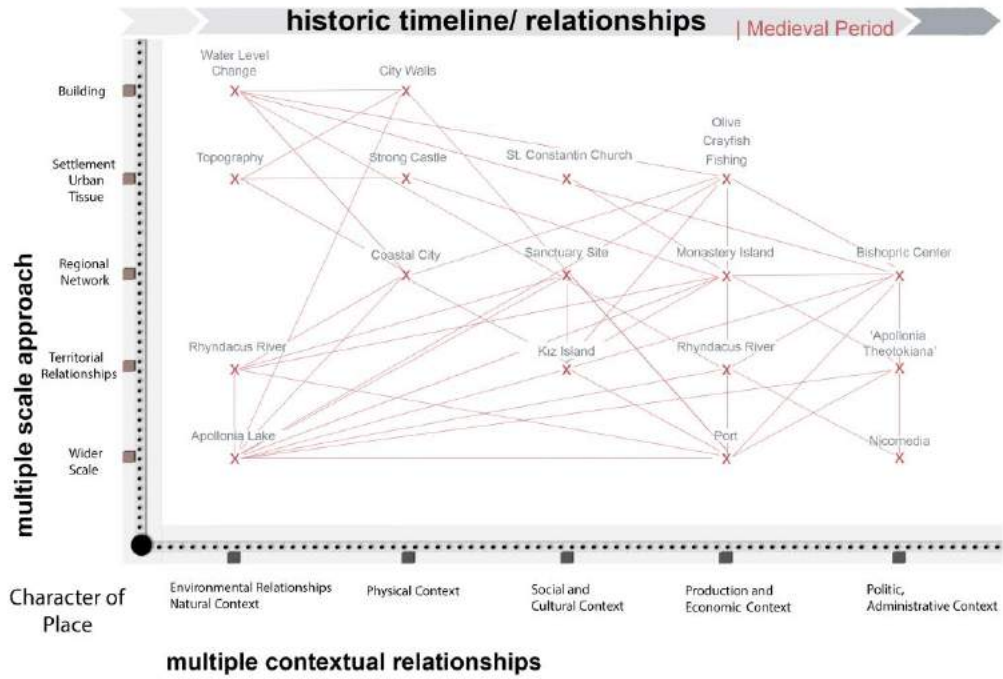 historic timeline/ relationships
| Medieval Period
Water Level
Change
City Walls
Building
Olive
Crayfish
Fishing
Settlement
Urban
Tissue
Topography
Strong Castle
St. Constantin Church
Regional
Network
Coastal City
Sanctuary Site
Monastery Island
Bishopric Center
Territorial
Relationships
Rhyndacus River
Kız Island
Rhyndacus River
'Apollonia
Theotokiana'
Wider
Scale
Apollonia Lake
Port
Nicomedia
multiple scale approach
Character of
Place
Environmental Relationships
Natural Context
Physical Context
Social and
Cultural Context
Production and
Economic Context
Politic,
Administrative Context
multiple contextual relationships